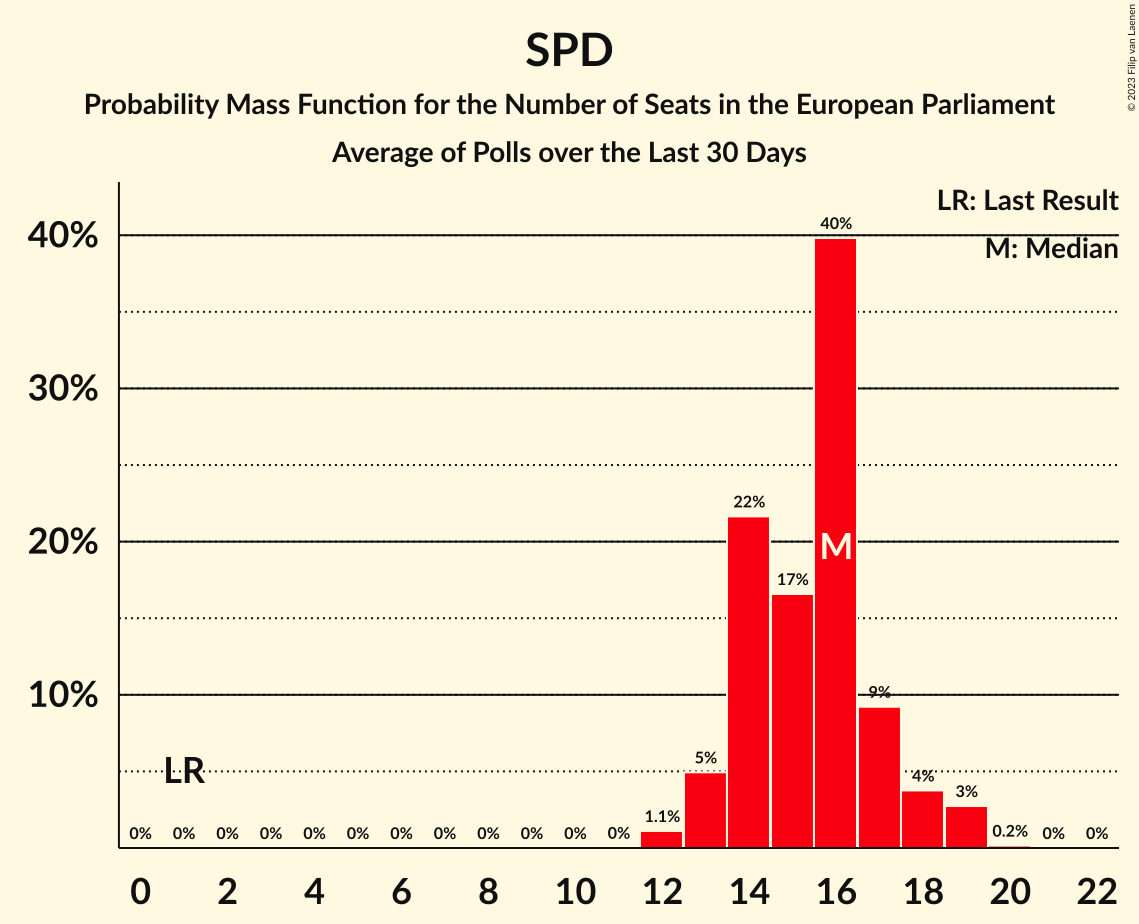 SPD
Probability Mass Function for the Number of Seats in the European Parliament
Average of Polls over the Last 30 Days
© 2023 Filip van Laenen
LR: Last Result
M: Median
40%
30%
20%
10%
40%
22%
M
17%
9%
LR
5%
4%
3%
0% 0% 0% 0% 0% 0% 0% 0% 0% 0% 0% 0% 1.1% 0.2% 0% 0%
0 2 4 6 8 10 12 14 16 18 20 22